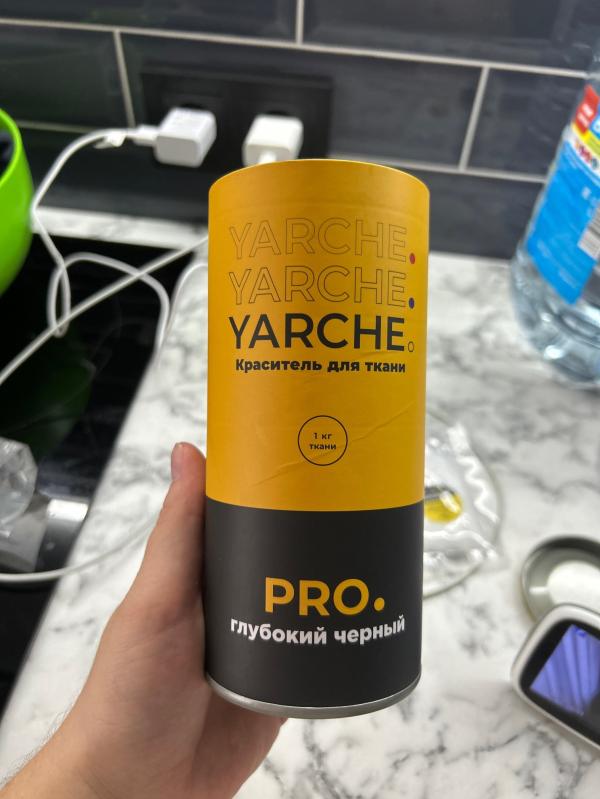 YARCHE.
YARCHE.
YARCHE.
Краситель для ткани
1 кг
ткани
PRO.
глубокий черный